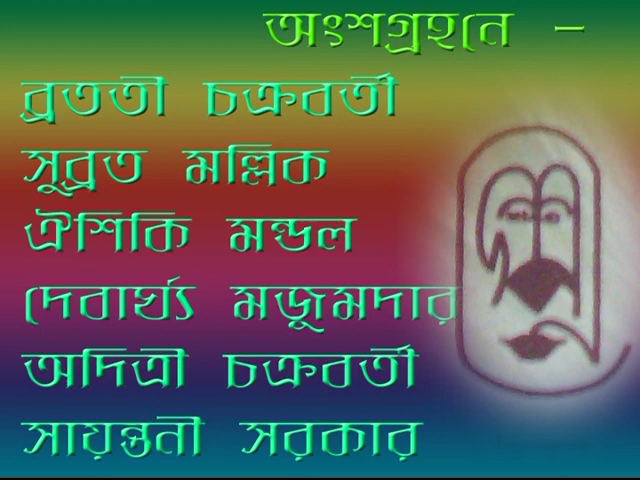 অংশগ্রহনে –
ব্রততী চক্রবর্তী
সুব্রত মল্লিক
ঐশিকি মন্ডল
দেবার্ঘ্য মজুমদার
অদিত্রী চক্রবর্তী
সায়ন্তনী সরকার